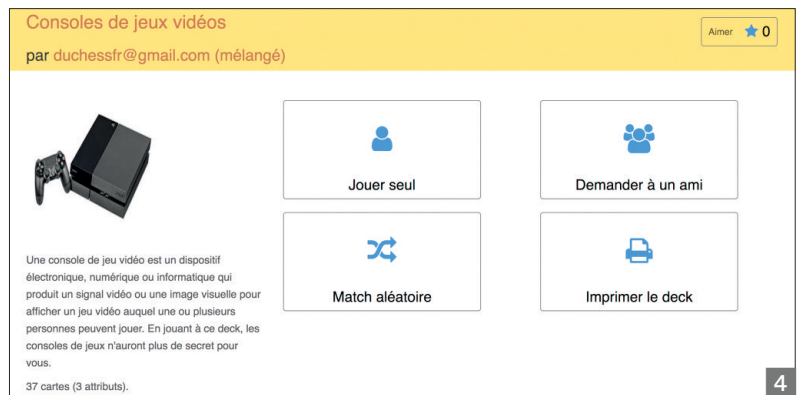 Consoles de jeux vidéos
par duchessfr@gmail.com (mélangé)
Aimer 0
Jouer seul
Demander à un ami
Match aléatoire
Imprimer le deck
Une console de jeu vidéo est un dispositif
électronique, numérique ou informatique qui
produit un signal vidéo ou une image visuelle pour
afficher un jeu vidéo auquel une ou plusieurs
personnes peuvent jouer. En jouant à ce deck, les
consoles de jeux n'auront plus de secret pour
vous.
37 cartes (3 attributs).
4